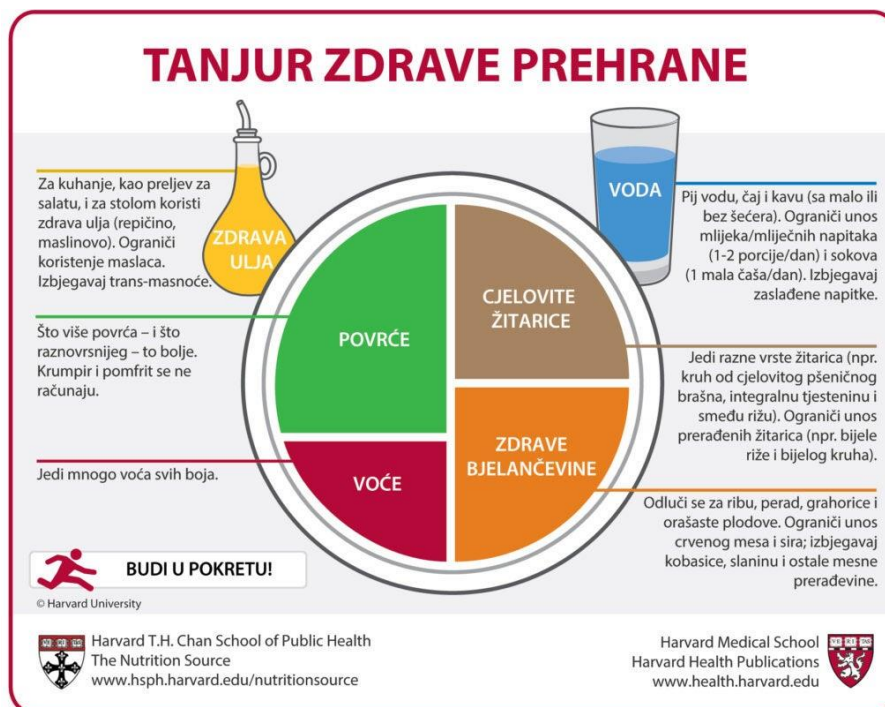 TANJUR ZDRAVE PREHRANE
Za kuhanje, kao preljev za
salatu, i za stolom koristi
zdrava ulja (repičino,
maslinovo). Ograniči
koristenje maslaca.
Izbjegavaj trans-masnoće.
ZDRAVA
ULJA
VODA
Pij vodu, čaj i kavu (sa malo ili
bez šećera). Ograniči unos
mlijeka/mliječnih napitaka
(1-2 porcije/dan) i sokova
(1 mala čaša/dan). Izbjegavaj
zaslađene napitke.
Što više povrća – i što
raznovrsnijeg – to bolje.
Krumpir i pomfrit se ne
računaju.
POVRĆE
CJELOVITE
ŽITARICE
Jedi razne vrste žitarica (npr.
kruh od cjelovitog pšeničnog
brašna, integralnu tjesteninu i
smeđu rižu). Ograniči unos
prerađenih žitarica (npr. bijele
riže i bijelog kruha).
Jedi mnogo voća svih boja.
VOĆE
ZDRAVE
BJELANČEVINE
Odluči se za ribu, perad, grahorice i
orašaste plodove. Ograniči unos
crvenog mesa i sira; izbjegavaj
kobasice, slaninu i ostale mesne
prerađevine.
BUDI U POKRETU!
© Harvard University
Harvard T.H. Chan School of Public Health
The Nutrition Source
www.hsph.harvard.edu/nutritionsource
Harvard Medical School
Harvard Health Publications
www.health.harvard.edu